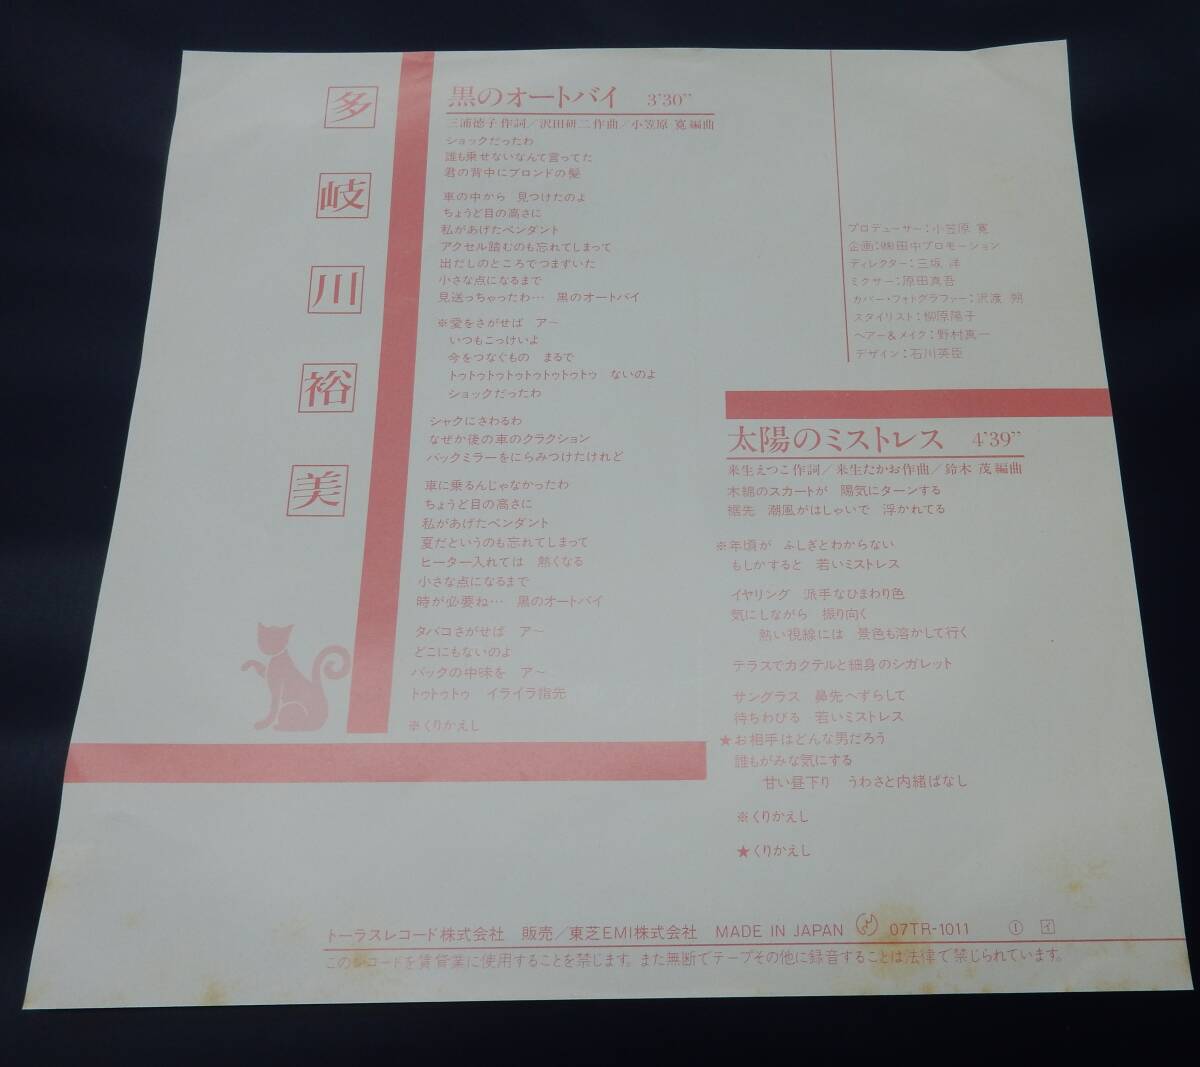 多岐川裕美
黒のオートバイ 3'30"
三浦徳子作詞／沢田研二作曲／小笠原 寛編曲
ショックだったわ
誰も乗せないなんて言ってた
君の背中にブロンドの髪
車の中から 見つけたのよ
ちょうど目の高さに
私があげたペンダント
アクセル踏むのも忘れてしまって
出だしのところでつまずいた
小さな点になるまで
見送っちゃったわ… 黒のオートバイ
※愛をさがせば ア〜
いつもこっけいよ
今をつなぐもの まるで
トゥトゥトゥトゥトゥトゥトゥトゥ ないのよ
ショックだったわ
シャクにさわるわ
なぜか後の車のクラクション
バックミラーをにらみつけたけれど
車に乗るんじゃなかったわ
ちょうど目の高さに
私があげたペンダント
夏だというのも忘れてしまって
ヒーター入れては 熱くなる
小さな点になるまで
時が必要ね… 黒のオートバイ
タバコさがせば ア〜
どこにもないのよ
バックの中味を ア〜
トゥトゥトゥ イライラ指元
※くりかえし
プロデューサー：小笠原 寛
企画：㈱田中プロモーション
ディレクター：三坂 洋
ミクサー：原田真吾
カバー・フォトグラファー：沢渡 朔
スタイリスト：柳原陽子
ヘアー＆メイク：野村真一
デザイン：石川英臣
太陽のミストレス 4'39"
来生えつこ作詞／来生たかお作曲／鈴木 茂編曲
木綿のスカートが 陽気にターンする
裾先 潮風がはしゃいで 浮かれてる
※年頃が ふしぎとわからない
もしかすると 若いミストレス
イヤリング 派手なひまわり色
気にしながら 振り向く
熱い視線には 景色も溶かして行く
テラスでカクテルと細身のシガレット
サングラス 鼻先へずらして
待ちわびる 若いミストレス
★お相手はどんな男だろう
誰もがみな気にする
甘い昼下り うわさと内緒ばなし
※くりかえし
★くりかえし
トーラスレコード株式会社 販売／東芝EMI株式会社 MADE IN JAPAN 07TR-1011 Ⓘ イ
このレコードを賃貸業に使用することを禁じます。また無断でテープその他に録音することは法律で禁じられています。